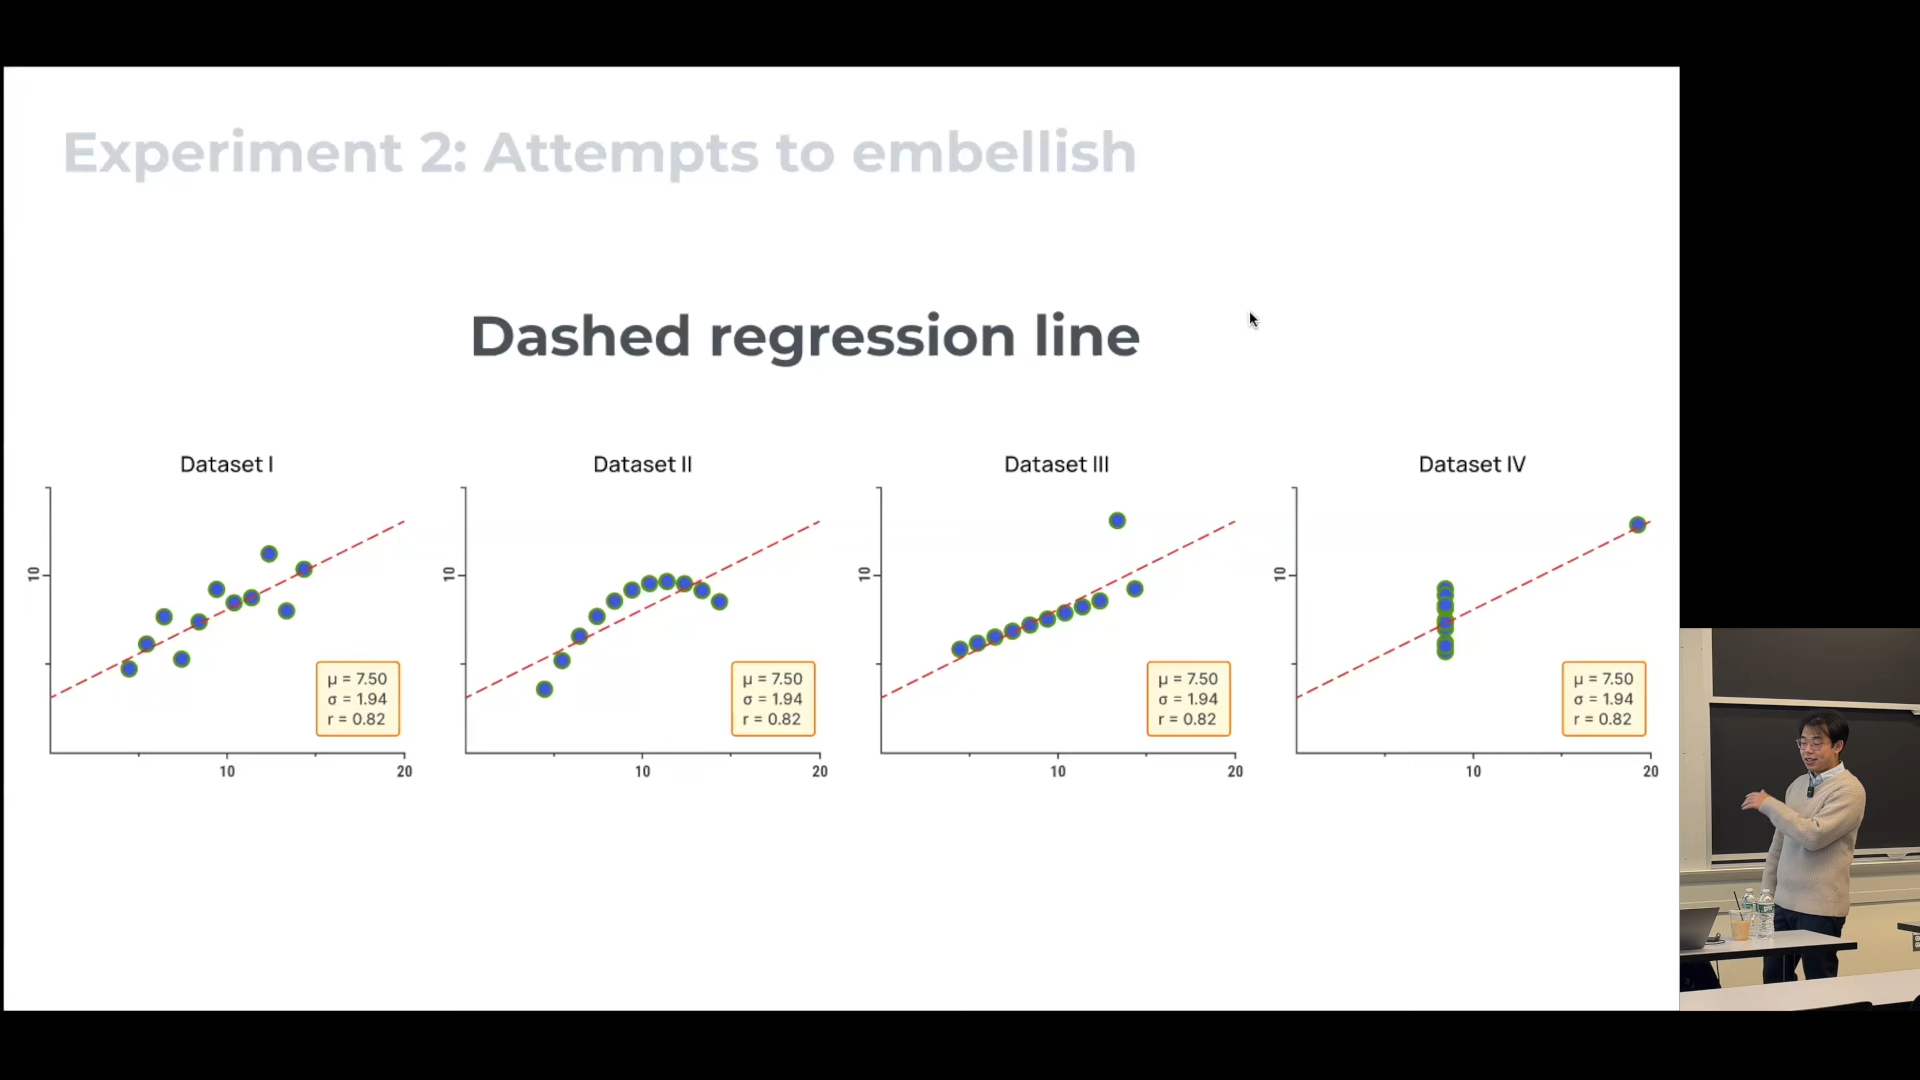 Experiment 2: Attempts to embellish
Dashed regression line
Dataset I
10
μ = 7.50
σ = 1.94
r = 0.82
10
20
Dataset II
10
μ = 7.50
σ = 1.94
r = 0.82
10
20
Dataset III
10
μ = 7.50
σ = 1.94
r = 0.82
10
20
Dataset IV
10
μ = 7.50
σ = 1.94
r = 0.82
10
20